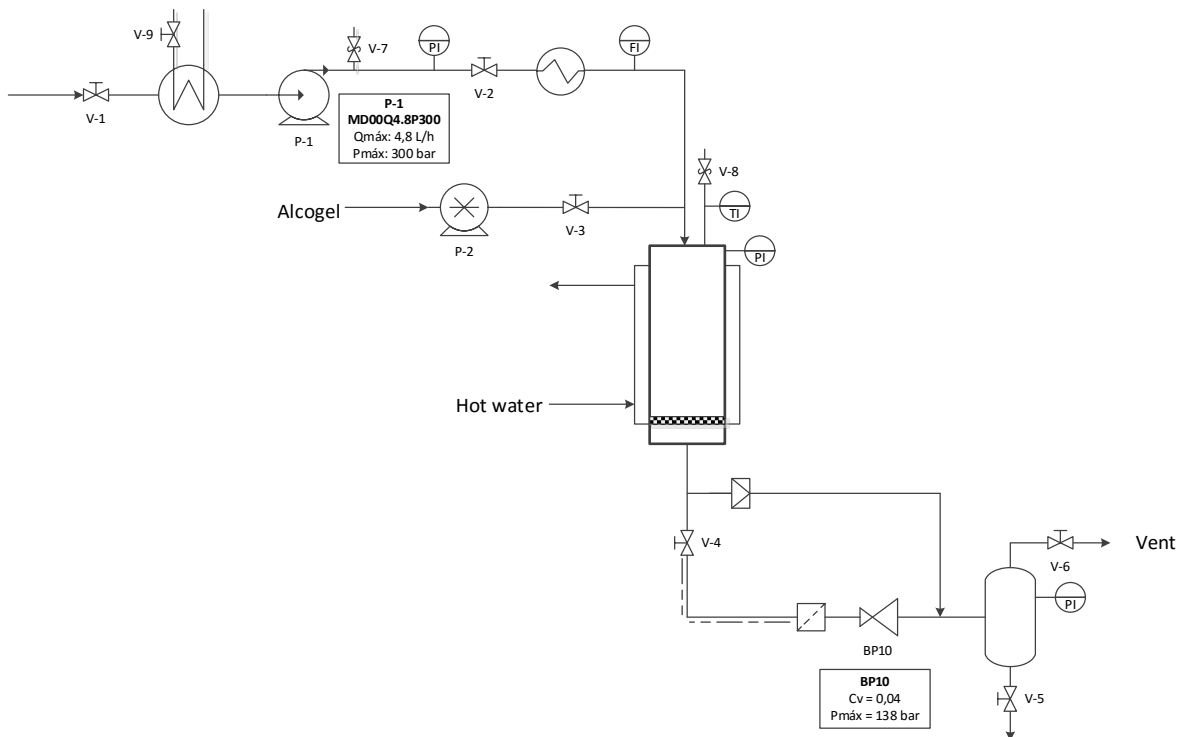 V-9
V-7
PI
FI
V-1
P-1
V-2
P-1
MD00Q4.8P300
Qmáx: 4,8 L/h
Pmáx: 300 bar
V-8
Alcogel
P-2
V-3
TI
PI
Hot water
V-4
Vent
V-6
PI
BP10
BP10
Cv = 0,04
Pmáx = 138 bar
V-5